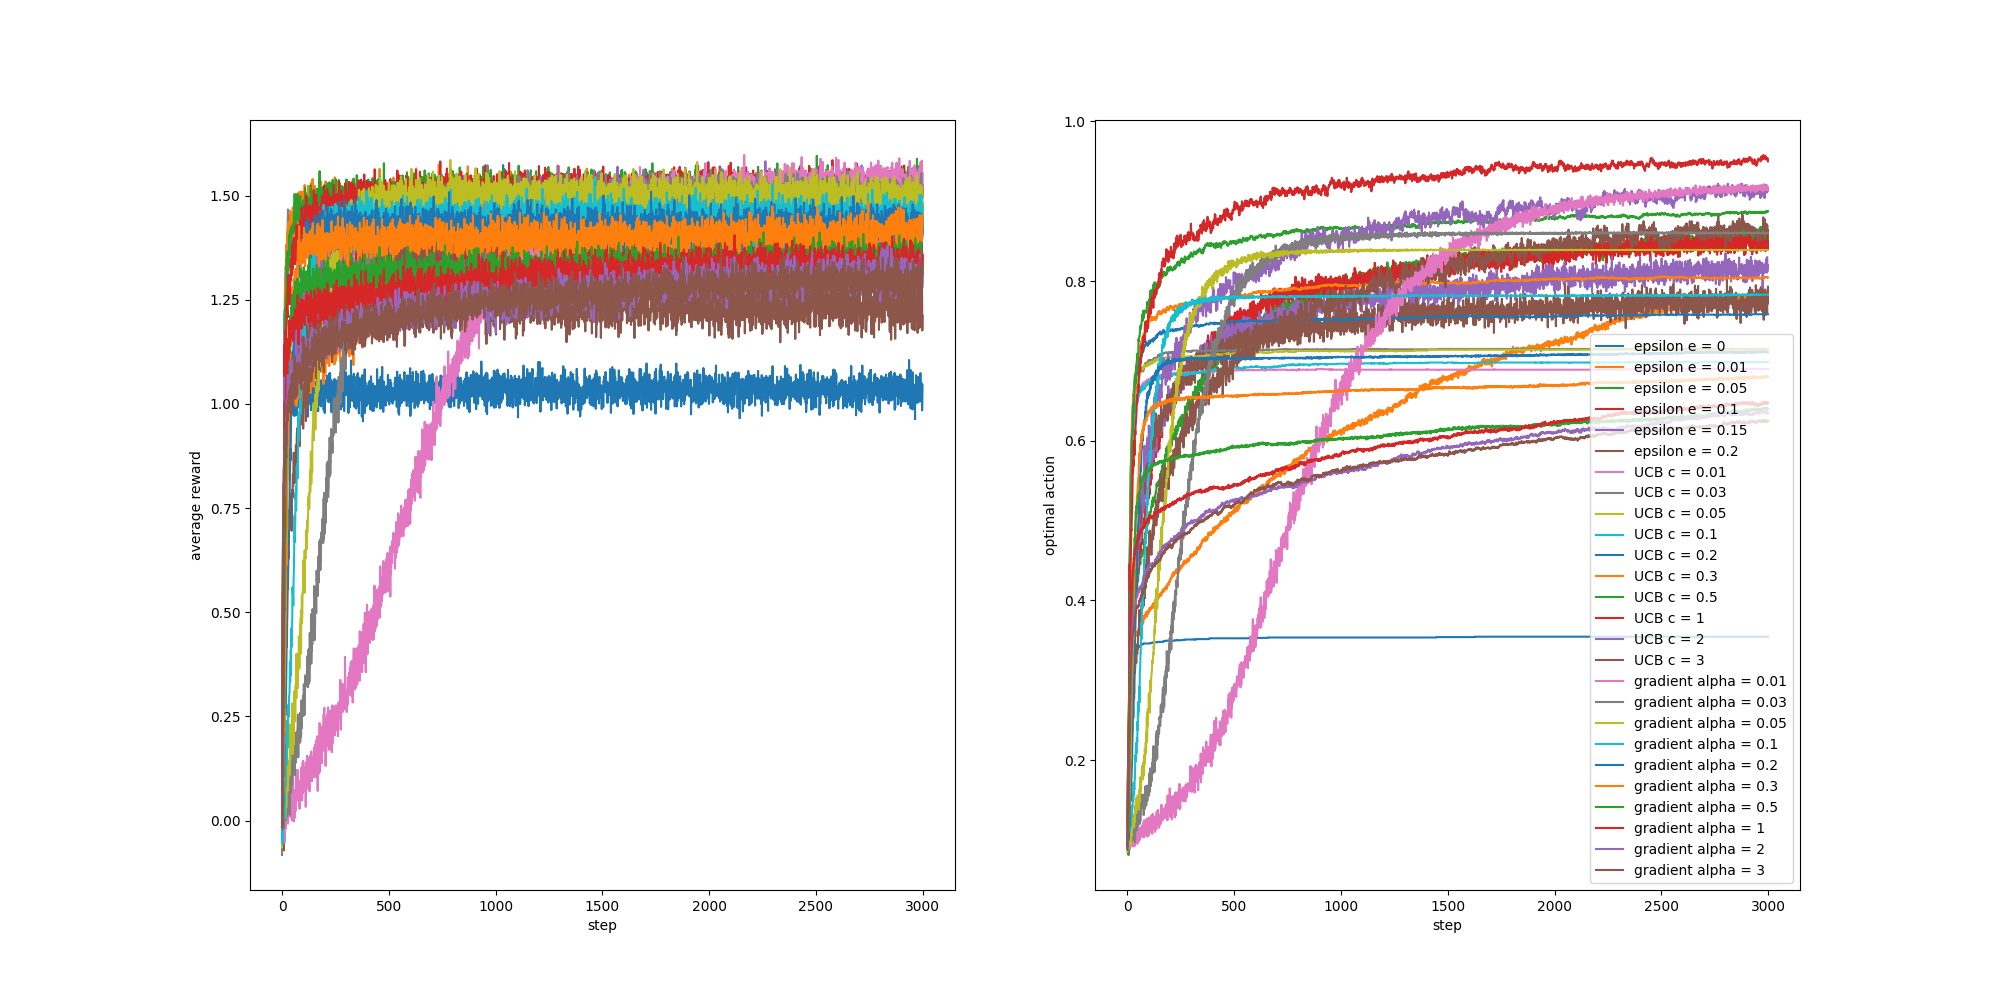 average reward
1.50
1.25
1.00
0.75
0.50
0.25
0.00
0
500
1000
1500
2000
2500
3000
step
optimal action
1.0
0.8
0.6
0.4
0.2
0
500
1000
1500
2000
2500
3000
step
epsilon e = 0
epsilon e = 0.01
epsilon e = 0.05
epsilon e = 0.1
epsilon e = 0.15
epsilon e = 0.2
UCB c = 0.01
UCB c = 0.03
UCB c = 0.05
UCB c = 0.1
UCB c = 0.2
UCB c = 0.3
UCB c = 0.5
UCB c = 1
UCB c = 2
UCB c = 3
gradient alpha = 0.01
gradient alpha = 0.03
gradient alpha = 0.05
gradient alpha = 0.1
gradient alpha = 0.2
gradient alpha = 0.3
gradient alpha = 0.5
gradient alpha = 1
gradient alpha = 2
gradient alpha = 3